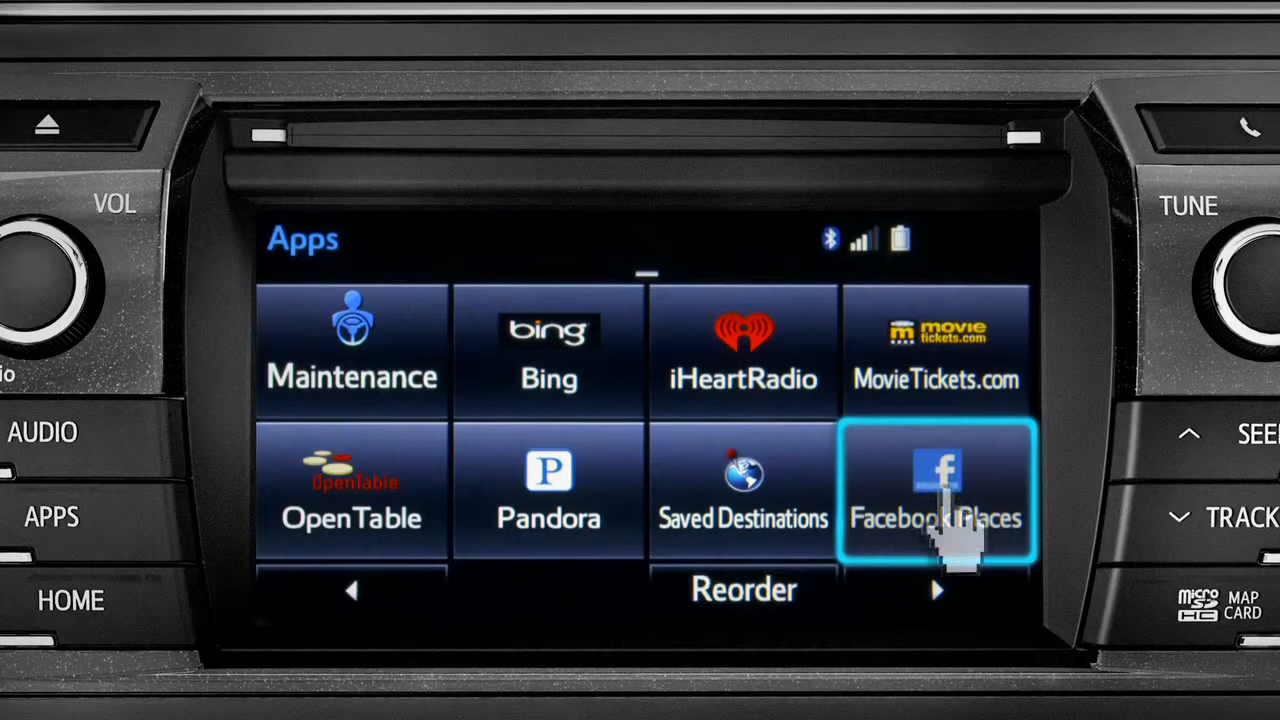 VOL
TUNE
Apps
Maintenance
bing
Bing
iHeartRadio
movie
tickets.com
MovieTickets.com
OpenTable
OpenTable
P
Pandora
Saved Destinations
f
Facebook Places
Reorder
io
AUDIO
APPS
HOME
SEE
TRACK
micro
SD
HC
MAP
CARD